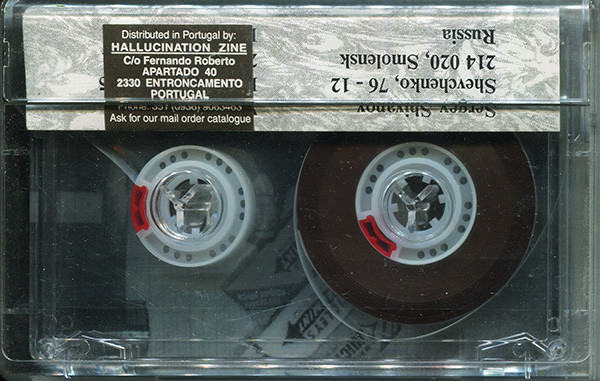 Distributed in Portugal by:
HALLUCINATION ZINE
C/o Fernando Roberto
APARTADO 40
2330 ENTRONCAMENTO
PORTUGAL
Ask for our mail order catalogue
Sergey Shivanov
Shevchenko, 76 - 12
214 020, Smolensk
Russia